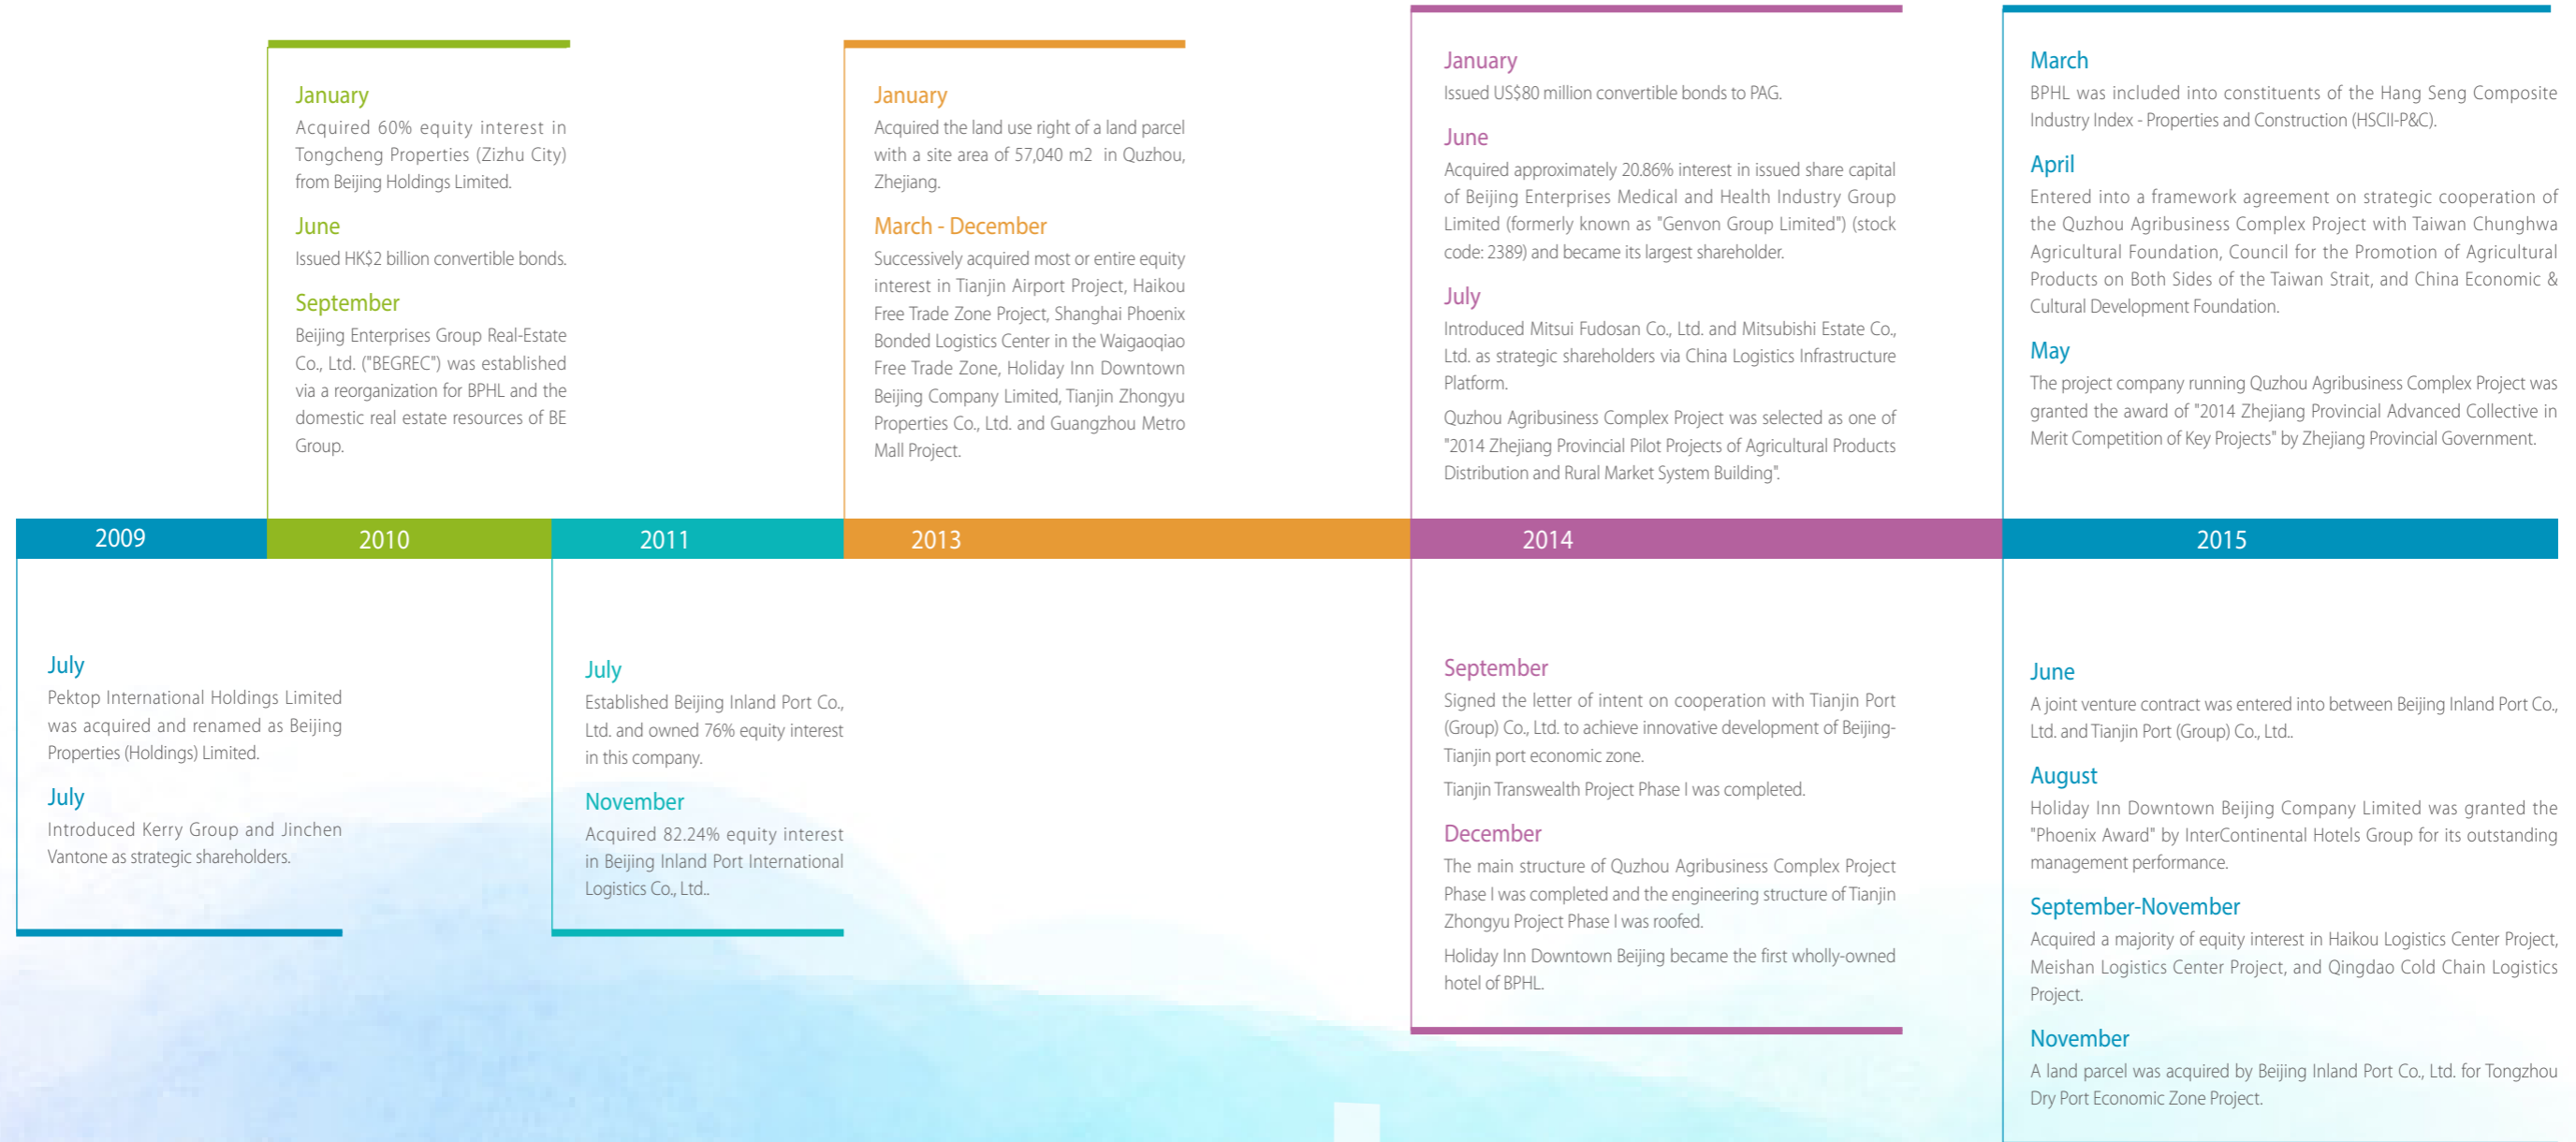 2009
July
Pektop International Holdings Limited
was acquired and renamed as Beijing
Properties (Holdings) Limited.
July
Introduced Kerry Group and Jinchen
Vantone as strategic shareholders.
2010
January
Acquired 60% equity interest in
Tongcheng Properties (Zizhu City)
from Beijing Holdings Limited.
June
Issued HK$2 billion convertible bonds.
September
Beijing Enterprises Group Real-Estate
Co., Ltd. ("BEGREC") was established
via a reorganization for BPHL and the
domestic real estate resources of BE
Group.
2011
July
Established Beijing Inland Port Co.,
Ltd. and owned 76% equity interest
in this company.
November
Acquired 82.24% equity interest
in Beijing Inland Port International
Logistics Co., Ltd..
2013
January
Acquired the land use right of a land parcel
with a site area of 57,040 m2 in Quzhou,
Zhejiang.
March - December
Successively acquired most or entire equity
interest in Tianjin Airport Project, Haikou
Free Trade Zone Project, Shanghai Phoenix
Bonded Logistics Center in the Waigaoqiao
Free Trade Zone, Holiday Inn Downtown
Beijing Company Limited, Tianjin Zhongyu
Properties Co., Ltd. and Guangzhou Metro
Mall Project.
2014
January
Issued US$80 million convertible bonds to PAG.
June
Acquired approximately 20.86% interest in issued share capital
of Beijing Enterprises Medical and Health Industry Group
Limited (formerly known as "Genvon Group Limited") (stock
code: 2389) and became its largest shareholder.
July
Introduced Mitsui Fudosan Co., Ltd. and Mitsubishi Estate Co.,
Ltd. as strategic shareholders via China Logistics Infrastructure
Platform.
Quzhou Agribusiness Complex Project was selected as one of
"2014 Zhejiang Provincial Pilot Projects of Agricultural Products
Distribution and Rural Market System Building".
September
Signed the letter of intent on cooperation with Tianjin Port
(Group) Co., Ltd. to achieve innovative development of Beijing-
Tianjin port economic zone.
Tianjin Transwealth Project Phase I was completed.
December
The main structure of Quzhou Agribusiness Complex Project
Phase I was completed and the engineering structure of Tianjin
Zhongyu Project Phase I was roofed.
Holiday Inn Downtown Beijing became the first wholly-owned
hotel of BPHL.
2015
March
BPHL was included into constituents of the Hang Seng Composite
Industry Index - Properties and Construction (HSCII-P&C).
April
Entered into a framework agreement on strategic cooperation of
the Quzhou Agribusiness Complex Project with Taiwan Chunghwa
Agricultural Foundation, Council for the Promotion of Agricultural
Products on Both Sides of the Taiwan Strait, and China Economic &
Cultural Development Foundation.
May
The project company running Quzhou Agribusiness Complex Project was
granted the award of "2014 Zhejiang Provincial Advanced Collective in
Merit Competition of Key Projects" by Zhejiang Provincial Government.
June
A joint venture contract was entered into between Beijing Inland Port Co.,
Ltd. and Tianjin Port (Group) Co., Ltd..
August
Holiday Inn Downtown Beijing Company Limited was granted the
"Phoenix Award" by InterContinental Hotels Group for its outstanding
management performance.
September-November
Acquired a majority of equity interest in Haikou Logistics Center Project,
Meishan Logistics Center Project, and Qingdao Cold Chain Logistics
Project.
November
A land parcel was acquired by Beijing Inland Port Co., Ltd. for Tongzhou
Dry Port Economic Zone Project.